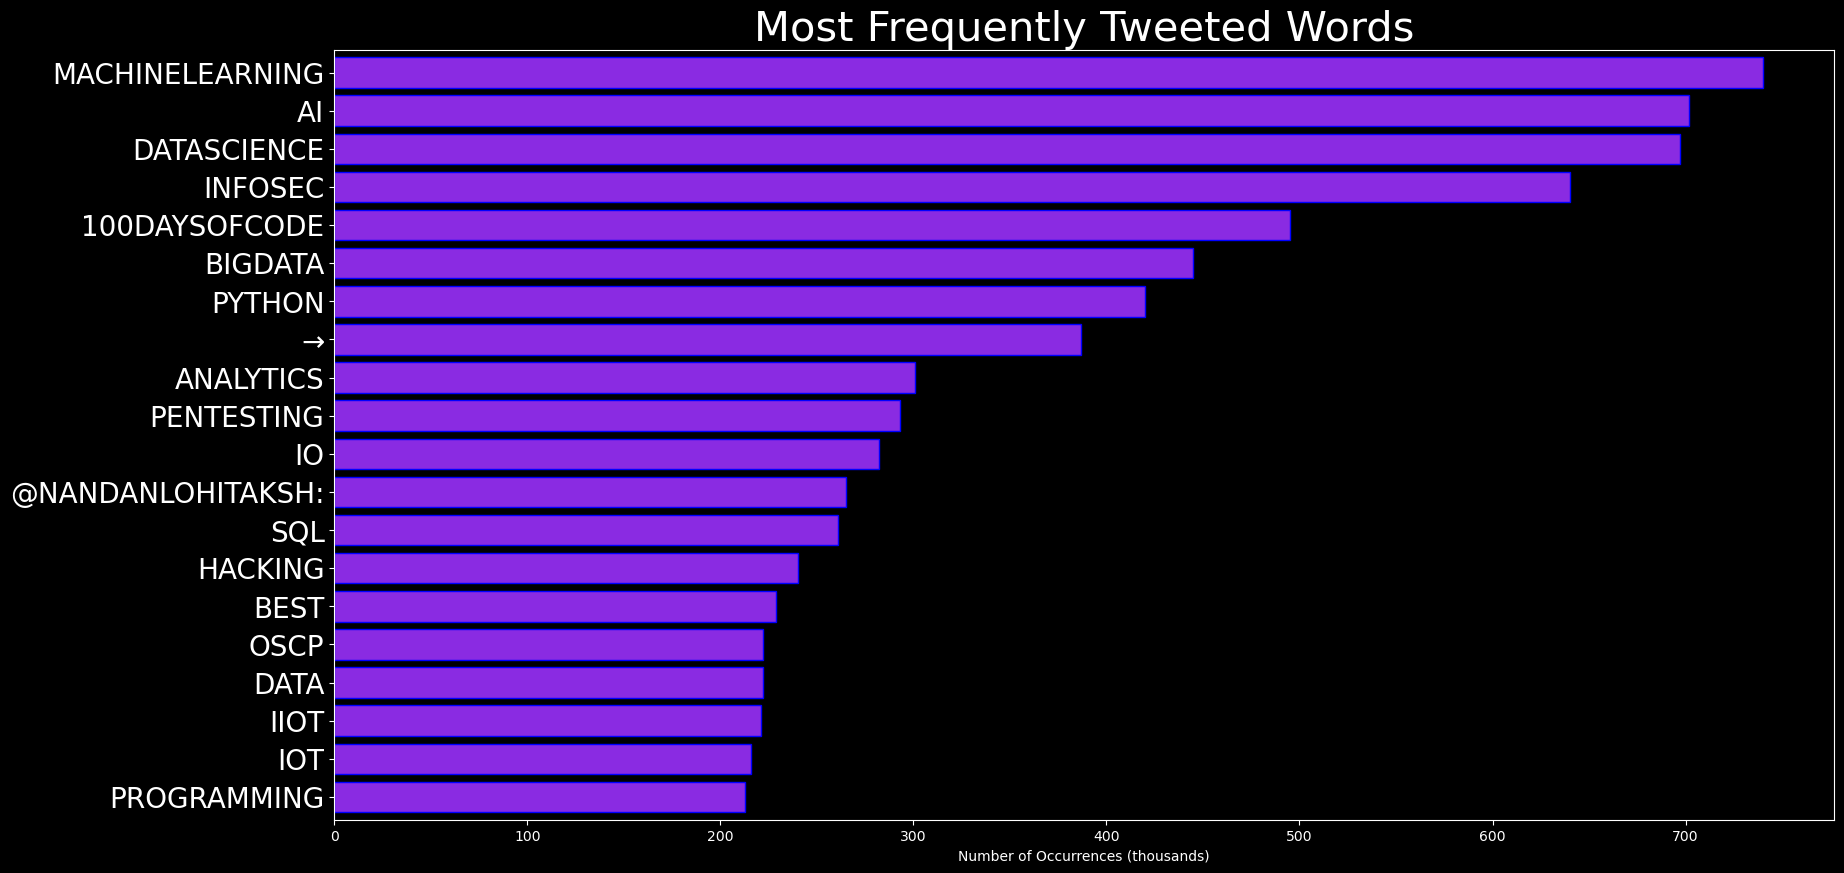 Most Frequently Tweeted Words
MACHINELEARNING
AI
DATASCIENCE
INFOSEC
100DAYSOFCODE
BIGDATA
PYTHON
→
ANALYTICS
PENTESTING
IO
@NANDANLOHITAKSH:
SQL
HACKING
BEST
OSCP
DATA
IIOT
IOT
PROGRAMMING
0 100 200 300 400 500 600 700
Number of Occurrences (thousands)